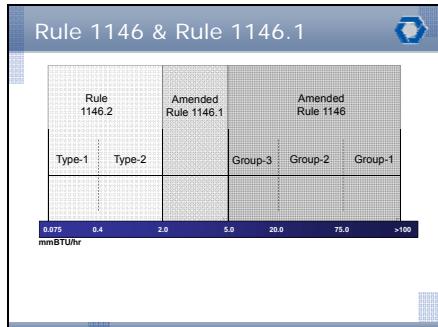 Rule 1146 & Rule 1146.1
Rule
1146.2
Amended
Rule 1146.1
Amended
Rule 1146
Type-1 Type-2 Group-3 Group-2 Group-1
0.075 0.4 2.0 5.0 20.0 75.0 >100
mmBTU/hr